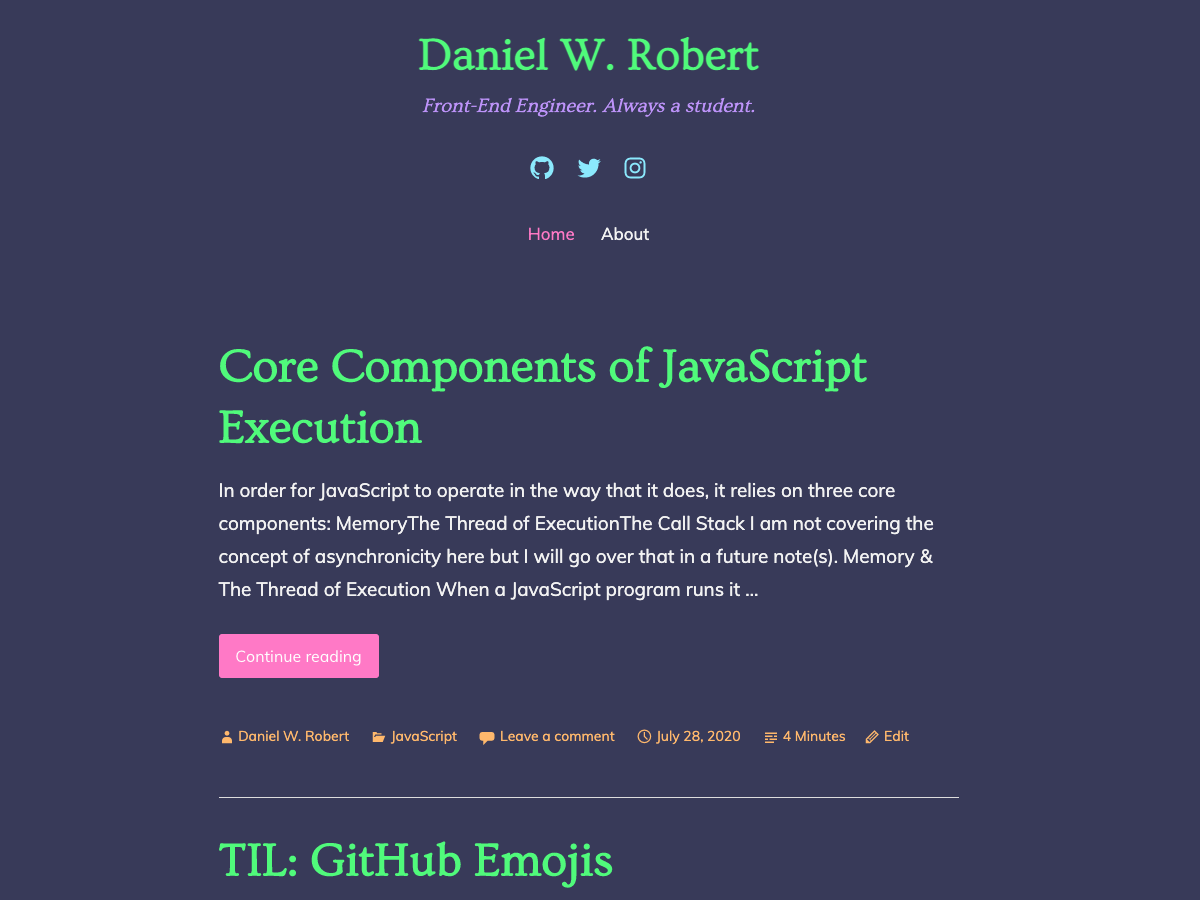 Daniel W. Robert
Front-End Engineer. Always a student.
Home About
Core Components of JavaScript
Execution
In order for JavaScript to operate in the way that it does, it relies on three core
components: MemoryThe Thread of ExecutionThe Call Stack I am not covering the
concept of asynchronicity here but I will go over that in a future note(s). Memory &
The Thread of Execution When a JavaScript program runs it ...
Continue reading
Daniel W. Robert JavaScript Leave a comment July 28, 2020 4 Minutes Edit
TIL: GitHub Emojis